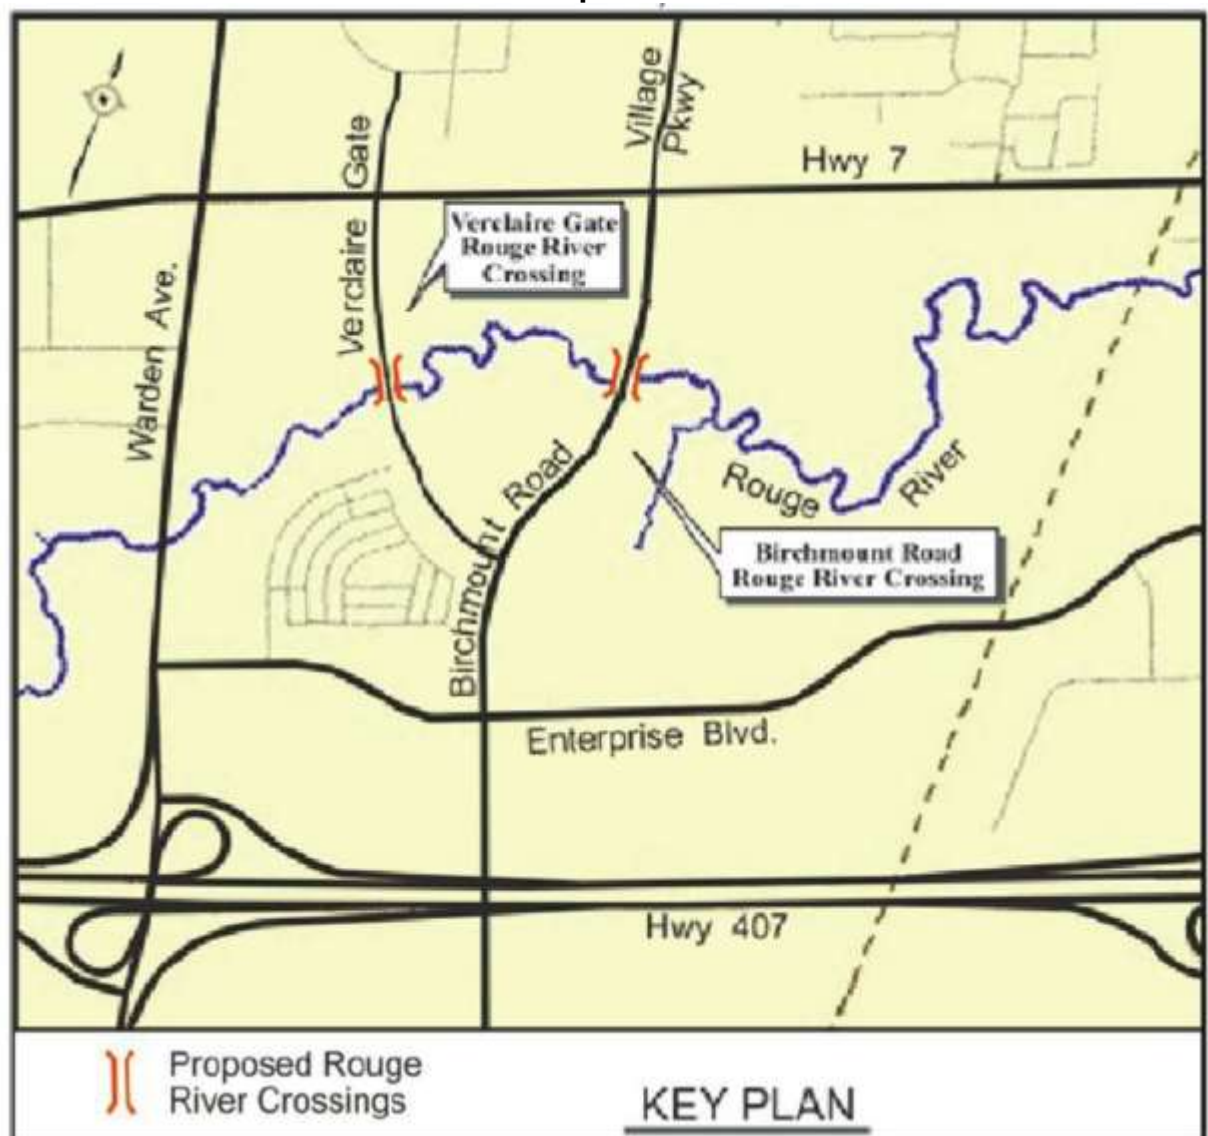 Village
Pkwy
Verclaire Gate
Hwy 7
Verclaire Gate
Rouge River
Crossing
Warden Ave.
Birchmount Road
Rouge River
Birchmount Road
Rouge River Crossing
Enterprise Blvd.
Hwy 407
Proposed Rouge
River Crossings
KEY PLAN